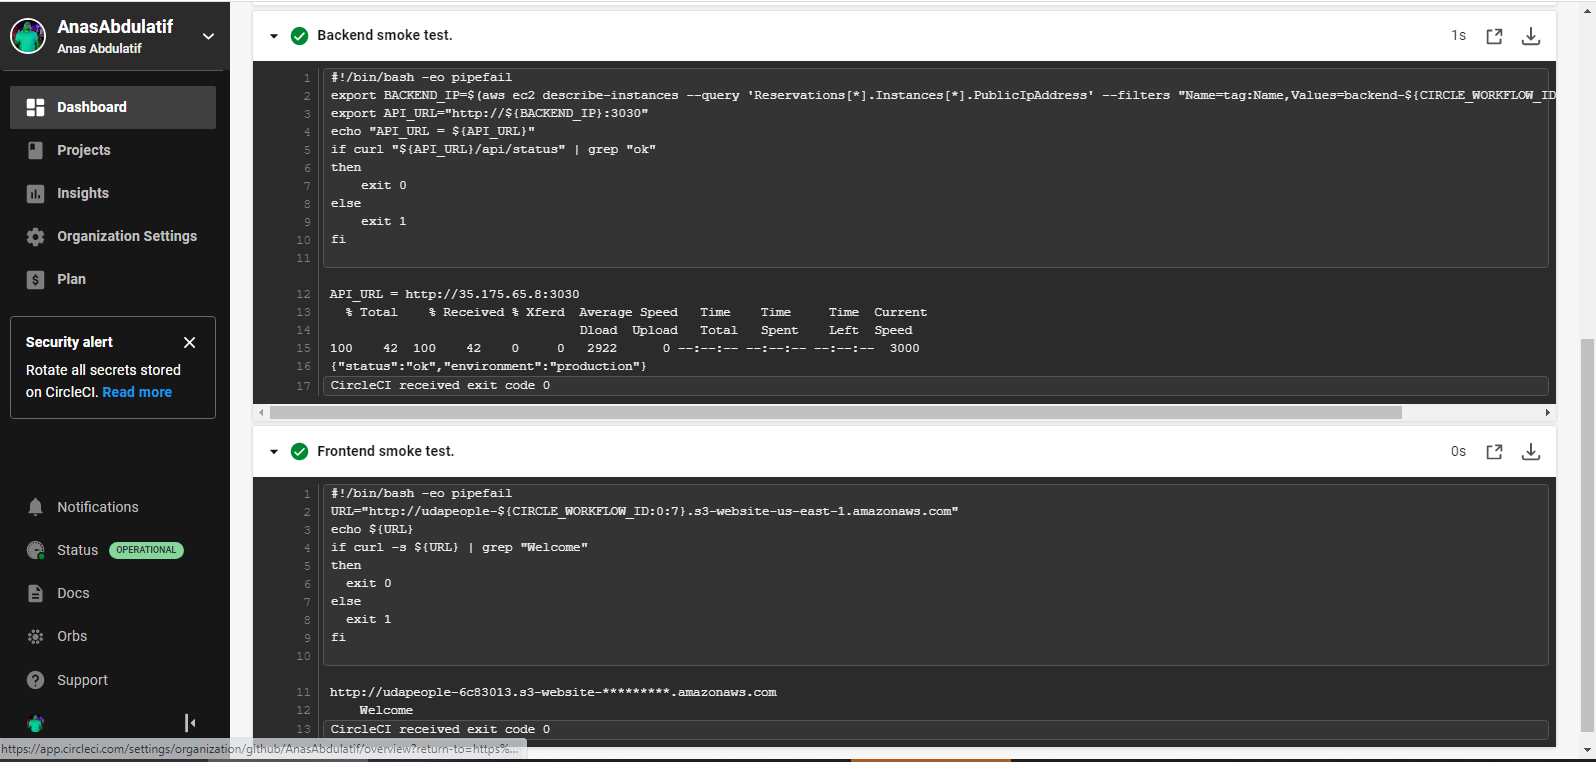 AnasAbdulatif
Anas Abdulatif
Dashboard
Projects
Insights
Organization Settings
Plan
Security alert
Rotate all secrets stored
on CircleCI. Read more
Notifications
Status OPERATIONAL
Docs
Orbs
Support
https://app.circleci.com/settings/organization/github/AnasAbdulatif/overview?return-to=https%...
Backend smoke test. 1s
1 #!/bin/bash -eo pipefail
2 export BACKEND_IP=$(aws ec2 describe-instances --query 'Reservations[*].Instances[*].PublicIpAddress' --filters "Name=tag:Name,Values=backend-${CIRCLE_WORKFLOW_ID
3 export API_URL="http://${BACKEND_IP}:3030"
4 echo "API_URL = ${API_URL}"
5 if curl "${API_URL}/api/status" | grep "ok"
6 then
7     exit 0
8 else
9     exit 1
10 fi
11
12 API_URL = http://35.175.65.8:3030
13   % Total    % Received % Xferd  Average Speed   Time    Time     Time  Current
14                                  Dload  Upload   Total   Spent    Left  Speed
15 100    42  100    42    0     0   2922      0 --:--:-- --:--:-- --:--:--  3000
16 {"status":"ok","environment":"production"}
17 CircleCI received exit code 0
Frontend smoke test. 0s
1 #!/bin/bash -eo pipefail
2 URL="http://udapeople-${CIRCLE_WORKFLOW_ID:0:7}.s3-website-us-east-1.amazonaws.com"
3 echo ${URL}
4 if curl -s ${URL} | grep "Welcome"
5 then
6   exit 0
7 else
8   exit 1
9 fi
10
11 http://udapeople-6c83013.s3-website-*********.amazonaws.com
12     Welcome
13 CircleCI received exit code 0